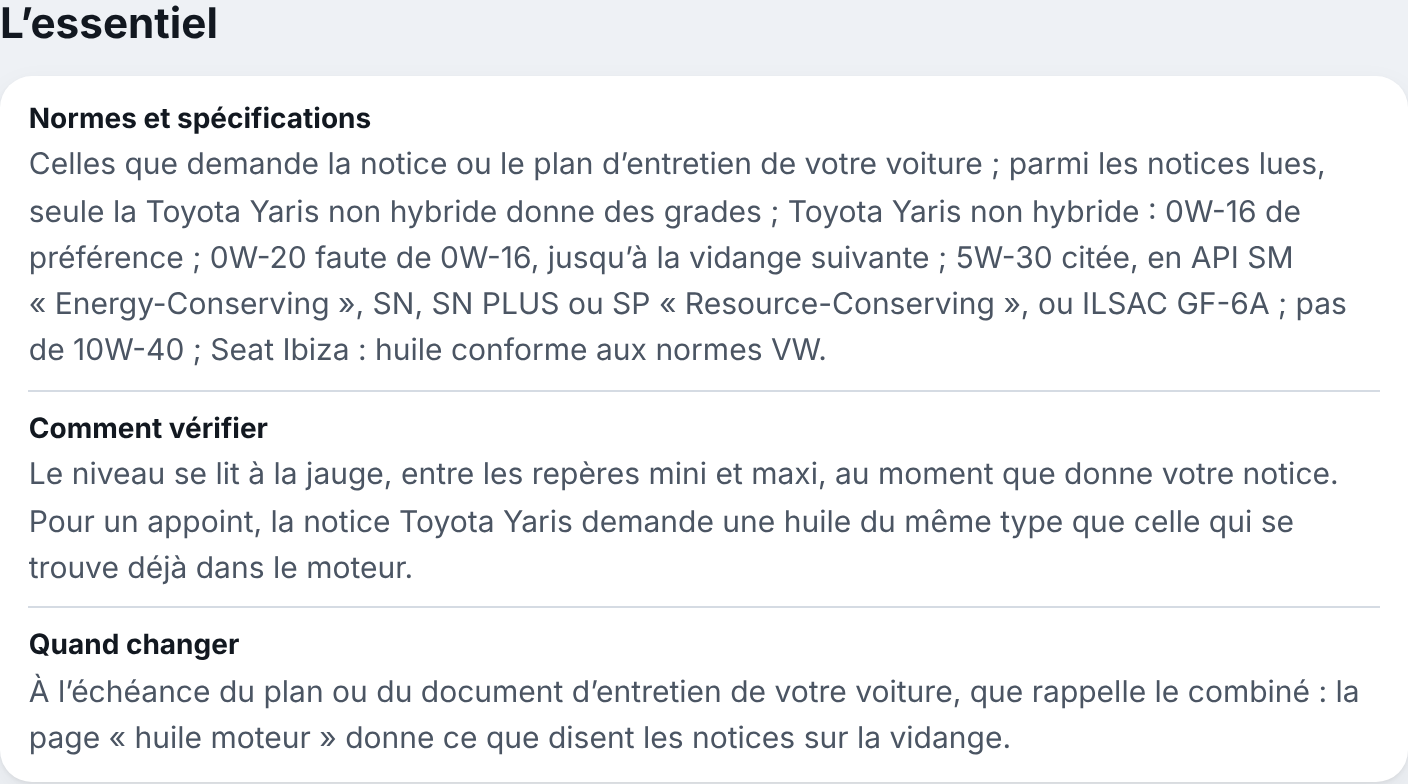 L’essentiel
Normes et spécifications
Celles que demande la notice ou le plan d’entretien de votre voiture ; parmi les notices lues,
seule la Toyota Yaris non hybride donne des grades ; Toyota Yaris non hybride : 0W-16 de
préférence ; 0W-20 faute de 0W-16, jusqu’à la vidange suivante ; 5W-30 citée, en API SM
« Energy-Conserving », SN, SN PLUS ou SP « Resource-Conserving », ou ILSAC GF-6A ; pas
de 10W-40 ; Seat Ibiza : huile conforme aux normes VW.
Comment vérifier
Le niveau se lit à la jauge, entre les repères mini et maxi, au moment que donne votre notice.
Pour un appoint, la notice Toyota Yaris demande une huile du même type que celle qui se
trouve déjà dans le moteur.
Quand changer
À l’échéance du plan ou du document d’entretien de votre voiture, que rappelle le combiné : la
page « huile moteur » donne ce que disent les notices sur la vidange.